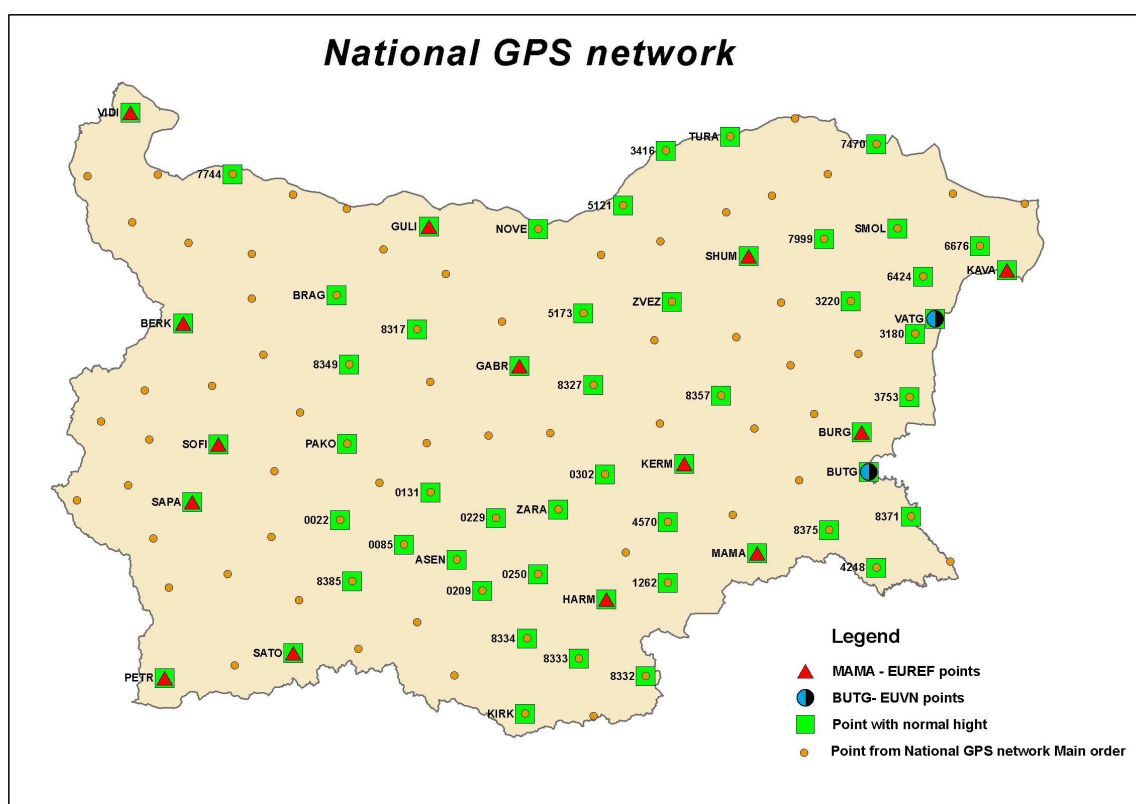 National GPS network
VIDI
TURA
7470
3416
7744
5121
GULI
NOVE
SMOL
7999
6676
SHUM
KAVA
6424
BRAG
ZVEZ
3220
5173
VATG
BERK
8317
3180
8349
GABR
8327
8357
3753
BURG
SOFI
PAKO
KERM
BUTG
0302
0131
SAPA
ZARA
0229
8371
0022
4570
8375
0085
MAMA
ASEN
4248
0250
8385
1262
0209
HARM
8334
SATO
8333
PETR
8332
KIRK
Legend
MAMA - EUREF points
BUTG- EUVN points
Point with normal hight
Point from National GPS network Main order